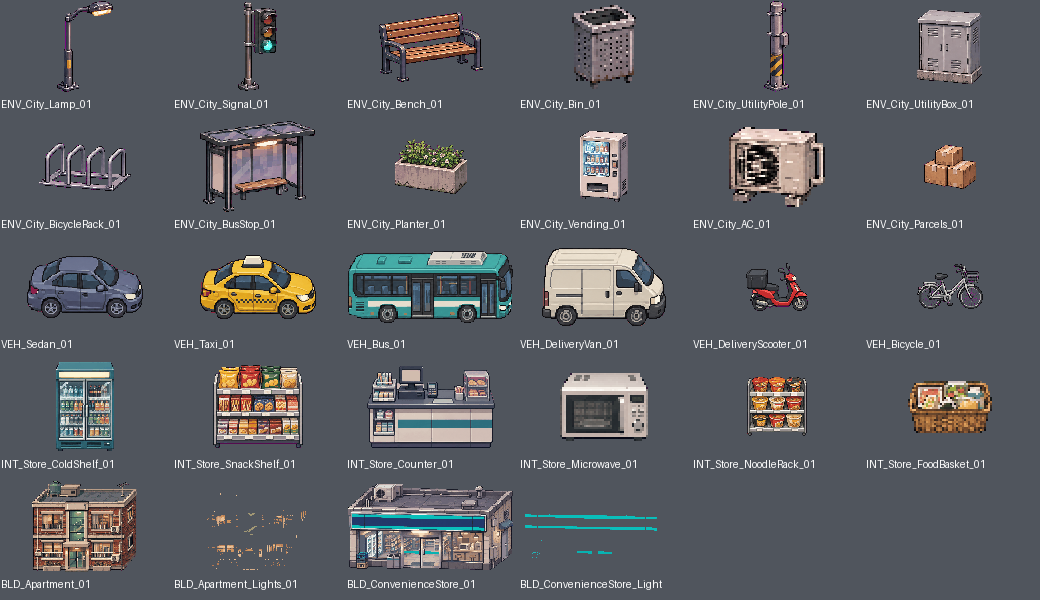 ENV_City_Lamp_01
ENV_City_Signal_01
ENV_City_Bench_01
ENV_City_Bin_01
ENV_City_UtilityPole_01
ENV_City_UtilityBox_01
ENV_City_BicycleRack_01
ENV_City_BusStop_01
ENV_City_Planter_01
ENV_City_Vending_01
ENV_City_AC_01
ENV_City_Parcels_01
VEH_Sedan_01
VEH_Taxi_01
VEH_Bus_01
VEH_DeliveryVan_01
VEH_DeliveryScooter_01
VEH_Bicycle_01
INT_Store_ColdShelf_01
INT_Store_SnackShelf_01
INT_Store_Counter_01
INT_Store_Microwave_01
INT_Store_NoodleRack_01
INT_Store_FoodBasket_01
BLD_Apartment_01
BLD_Apartment_Lights_01
BLD_ConvenienceStore_01
BLD_ConvenienceStore_Light